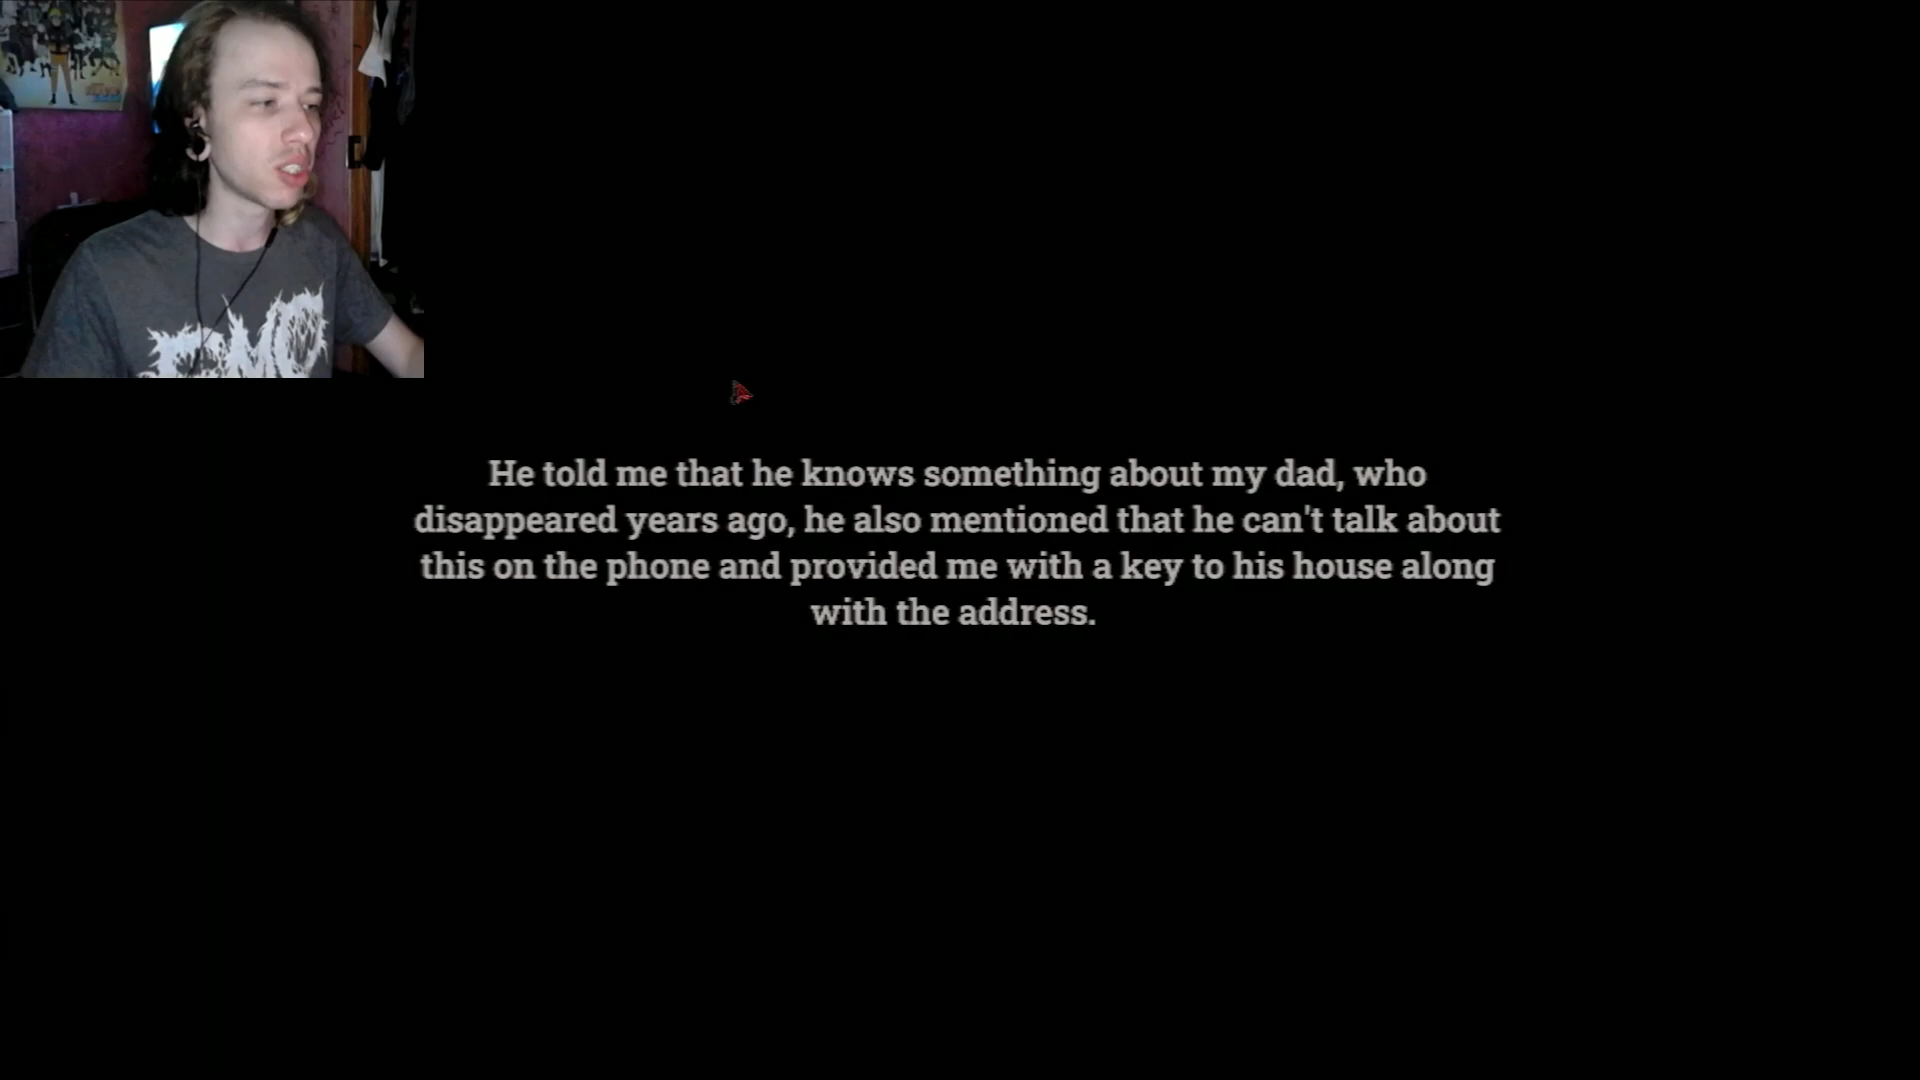 He told me that he knows something about my dad, who
disappeared years ago, he also mentioned that he can't talk about
this on the phone and provided me with a key to his house along
with the address.